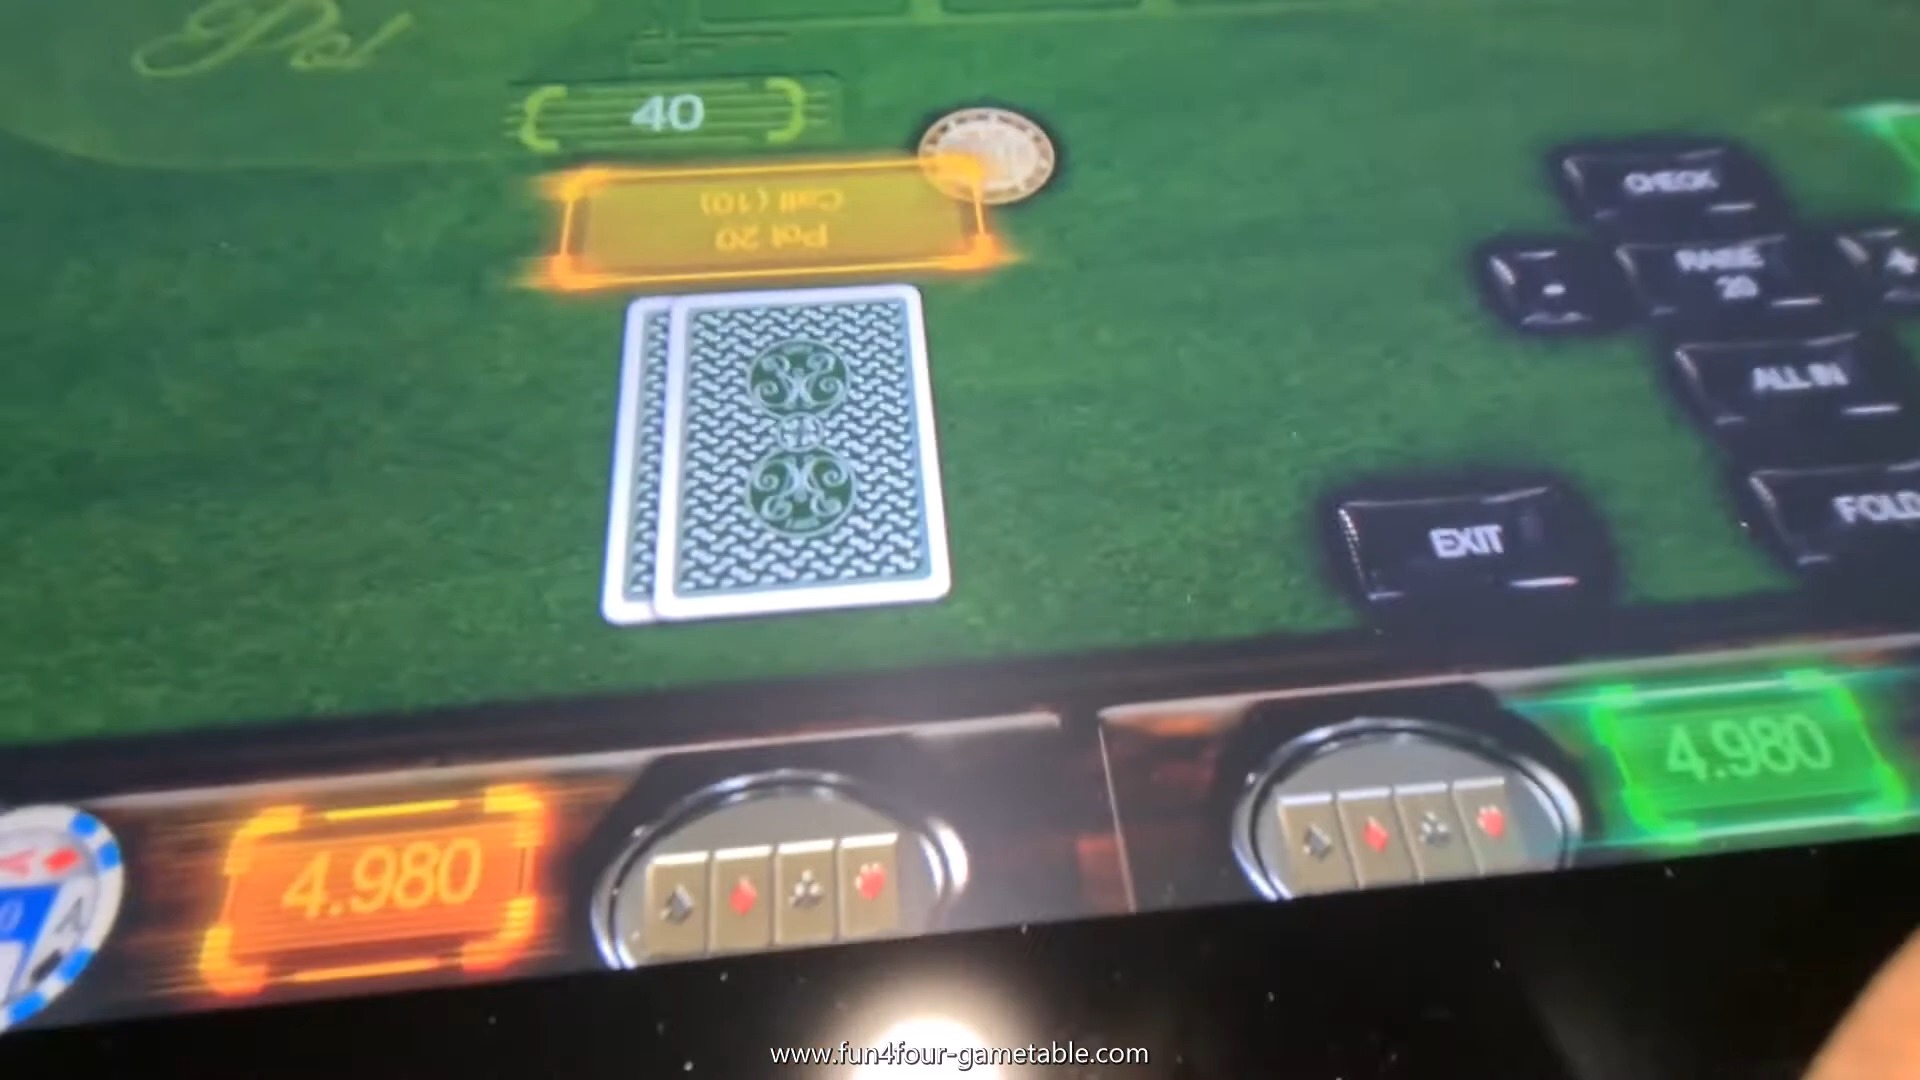 Pot
40
Call (10)
Pot 20
CHECK
-
RAISE
20
+
ALL IN
FOLD
EXIT
4.980
4.980
A
www.fun4four-gametable.com